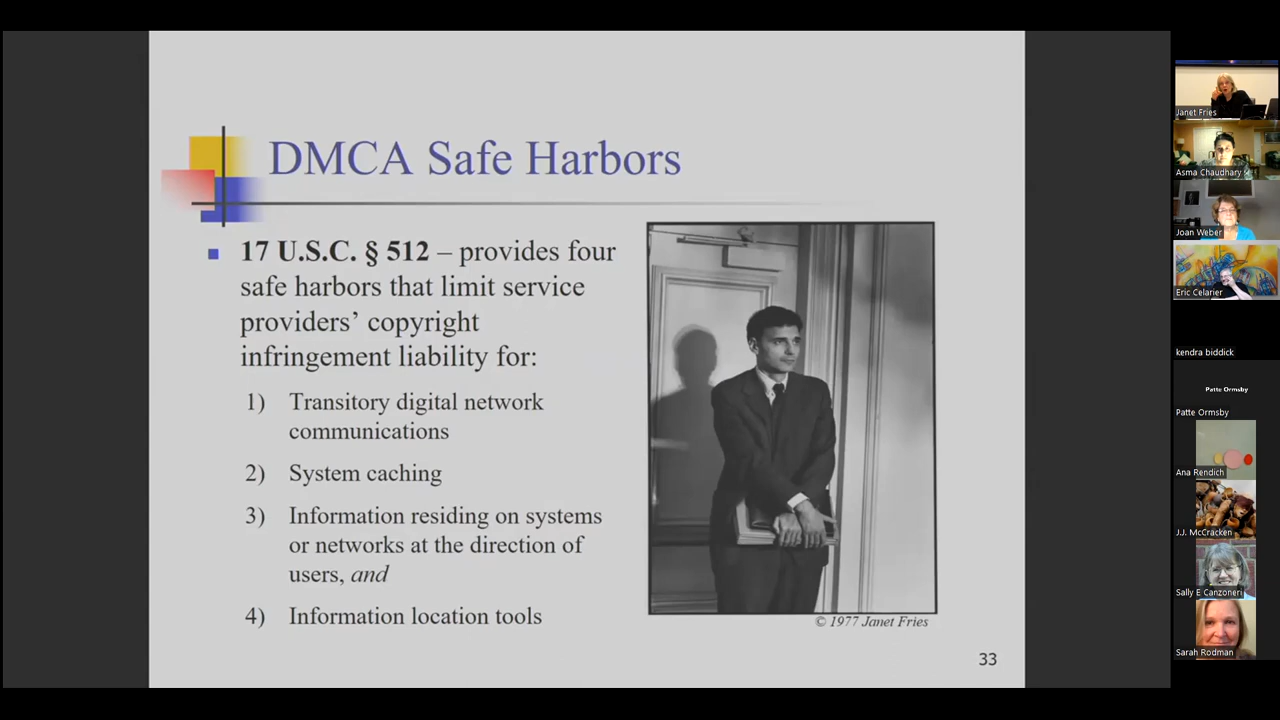 DMCA Safe Harbors
17 U.S.C. § 512 – provides four
safe harbors that limit service
providers’ copyright
infringement liability for:
1) Transitory digital network
communications
2) System caching
3) Information residing on systems
or networks at the direction of
users, and
4) Information location tools
© 1977 Janet Fries
33
Janet Fries
Asma Chaudhary
Joan Weber
Eric Celarier
kendra biddick
Patte Ormsby
Patte Ormsby
Ana Rendich
J.J. McCracken
Sally E Canzoneri
Sarah Rodman